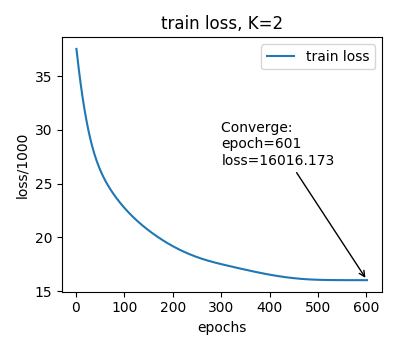 train loss, K=2
train loss
Converge:
epoch=601
loss=16016.173
loss/1000
35
30
25
20
15
0 100 200 300 400 500 600
epochs